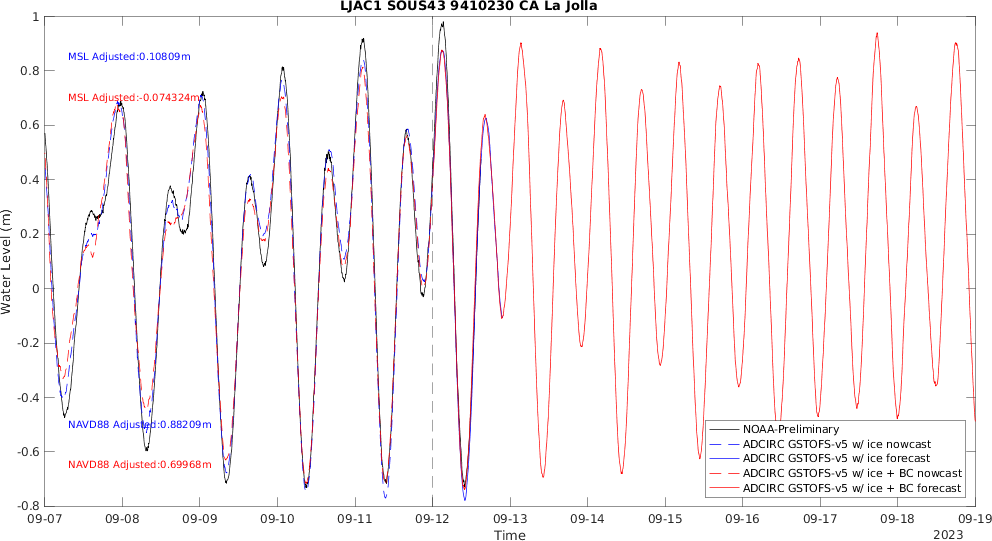 LJAC1 SOUS43 9410230 CA La Jolla
Water Level (m)
1
0.8
0.6
0.4
0.2
0
-0.2
-0.4
-0.6
-0.8
MSL Adjusted:0.10809m
MSL Adjusted:-0.074324m
NAVD88 Adjusted:0.88209m
NAVD88 Adjusted:0.69968m
NOAA-Preliminary
ADCIRC GSTOFS-v5 w/ ice nowcast
ADCIRC GSTOFS-v5 w/ ice forecast
ADCIRC GSTOFS-v5 w/ ice + BC nowcast
ADCIRC GSTOFS-v5 w/ ice + BC forecast
09-07 09-08 09-09 09-10 09-11 09-12 09-13 09-14 09-15 09-16 09-17 09-18 09-19
Time
2023